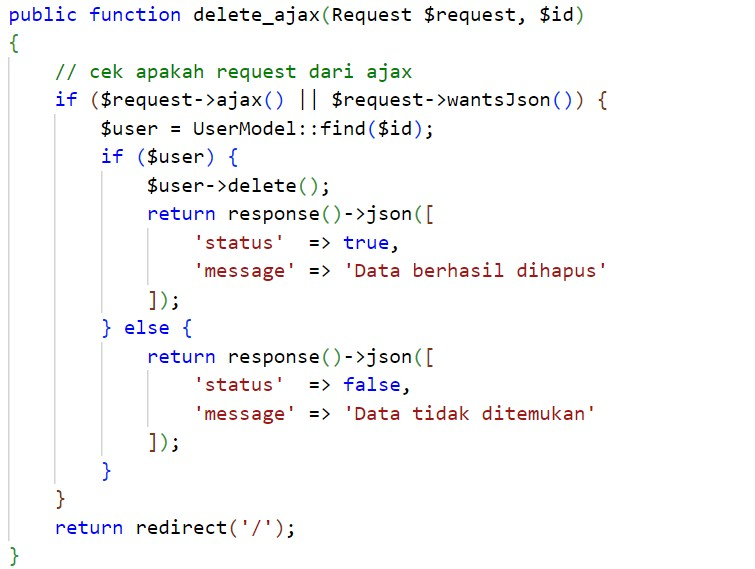 public function delete_ajax(Request $request, $id)
{
    // cek apakah request dari ajax
    if ($request->ajax() || $request->wantsJson()) {
        $user = UserModel::find($id);
        if ($user) {
            $user->delete();
            return response()->json([
                'status'  => true,
                'message' => 'Data berhasil dihapus'
            ]);
        } else {
            return response()->json([
                'status'  => false,
                'message' => 'Data tidak ditemukan'
            ]);
        }
    }
    return redirect('/');
}